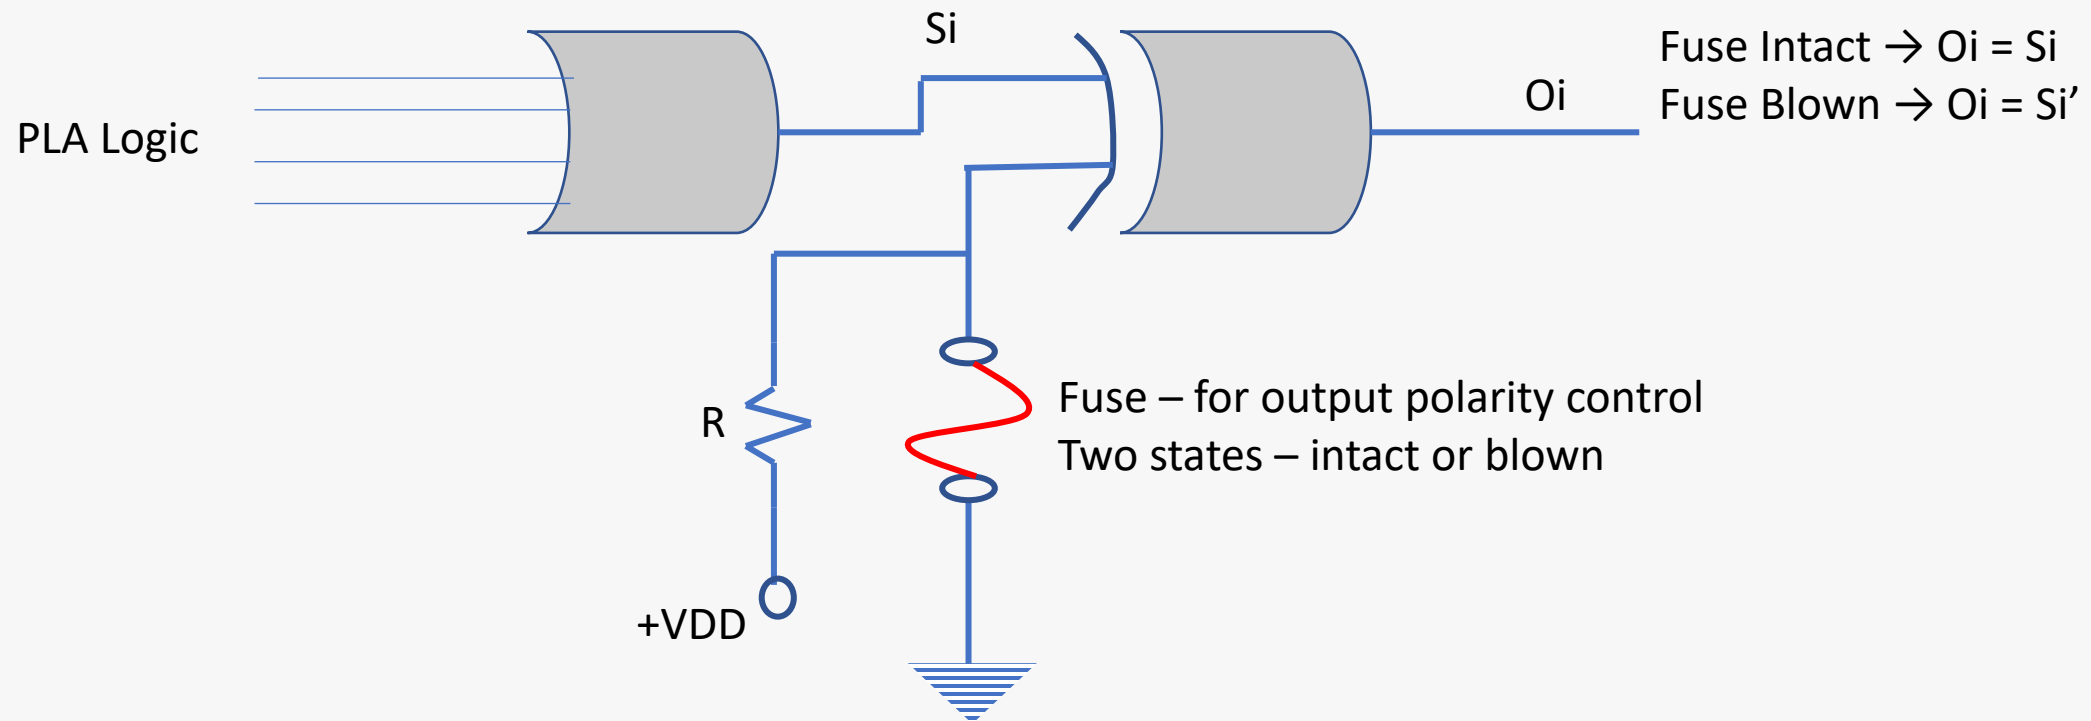 Si
Fuse Intact → Oi = Si
Oi
Fuse Blown → Oi = Si’
PLA Logic
R
Fuse – for output polarity control
Two states – intact or blown
+VDD